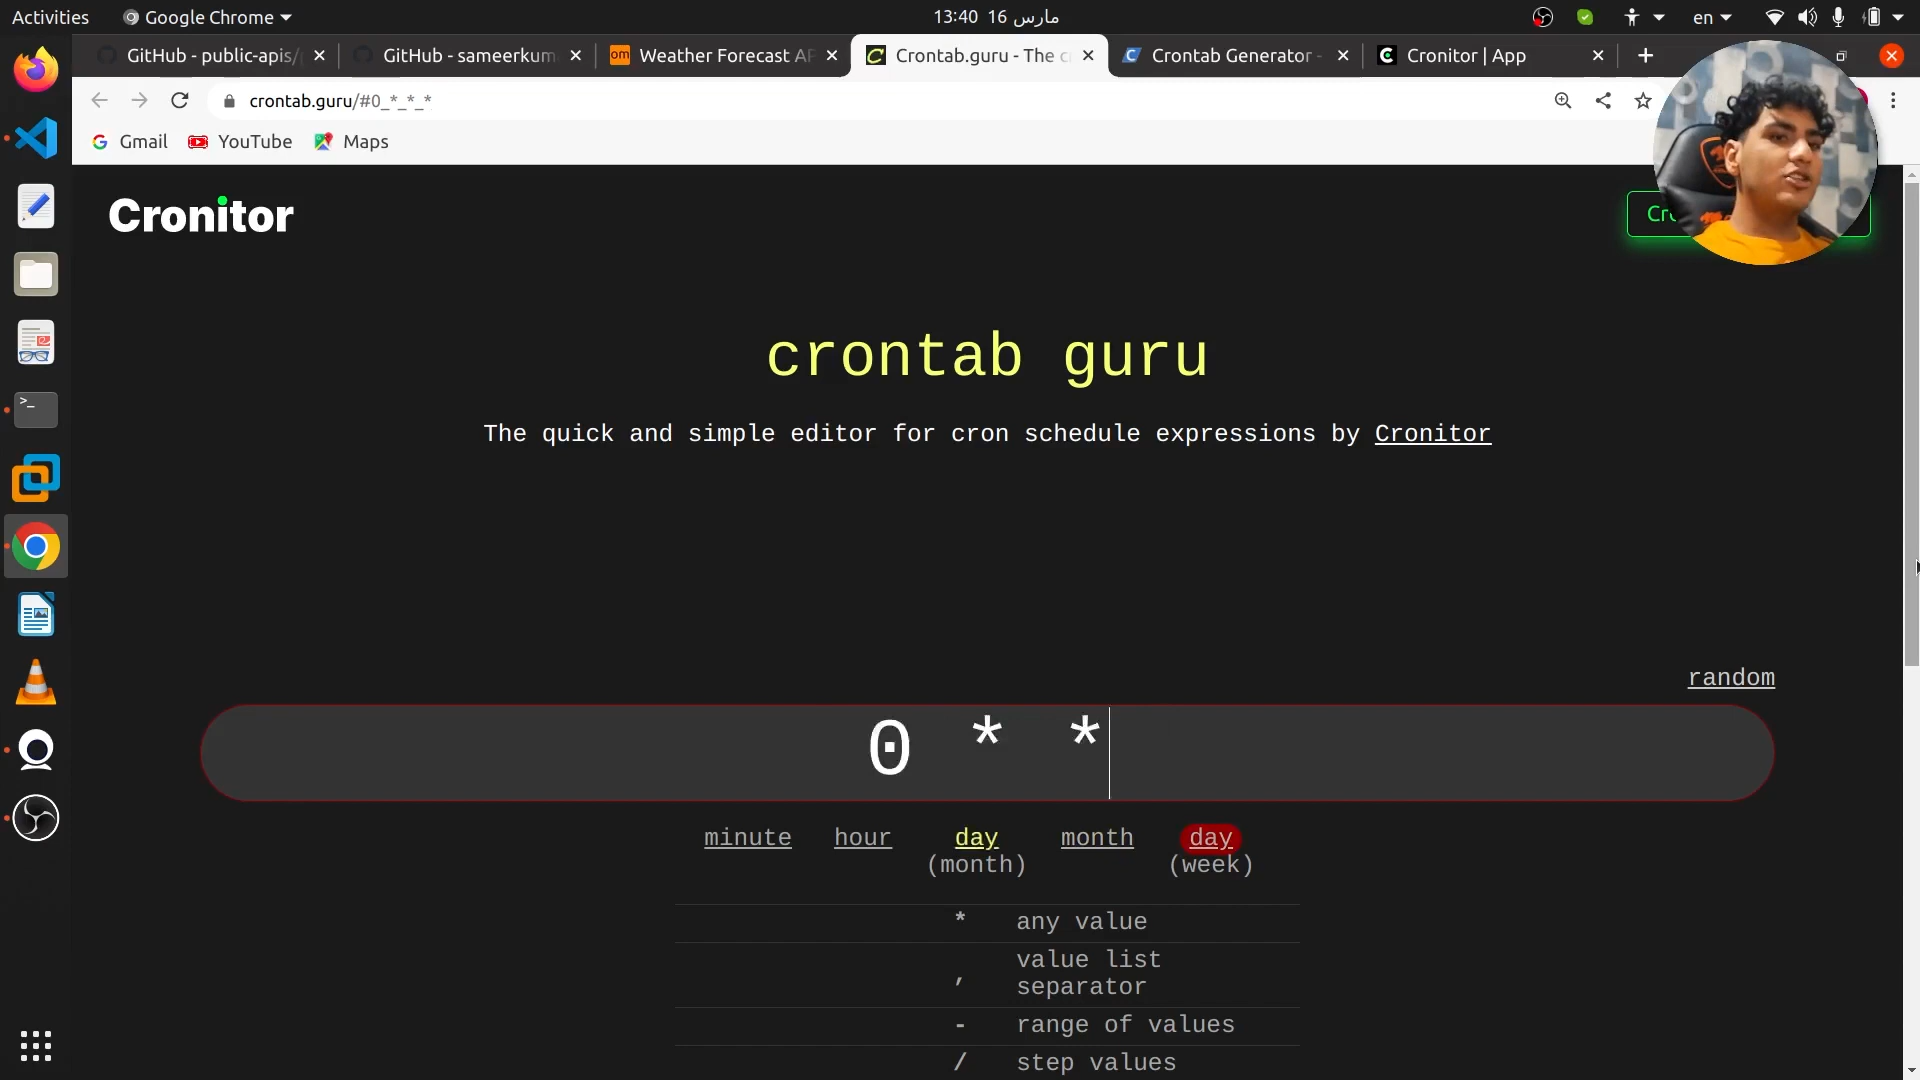 Activities
Google Chrome
13:40 16 مارس
en
GitHub - public-apis/
GitHub - sameerkum
Weather Forecast AP
Crontab.guru - The c
Crontab Generator -
Cronitor | App
crontab.guru/#0_*_*_*
Gmail
YouTube
Maps
Cronitor
crontab guru
The quick and simple editor for cron schedule expressions by Cronitor
random
0 * *
minute hour day (month) month day (week)
* any value
, value list separator
- range of values
/ step values